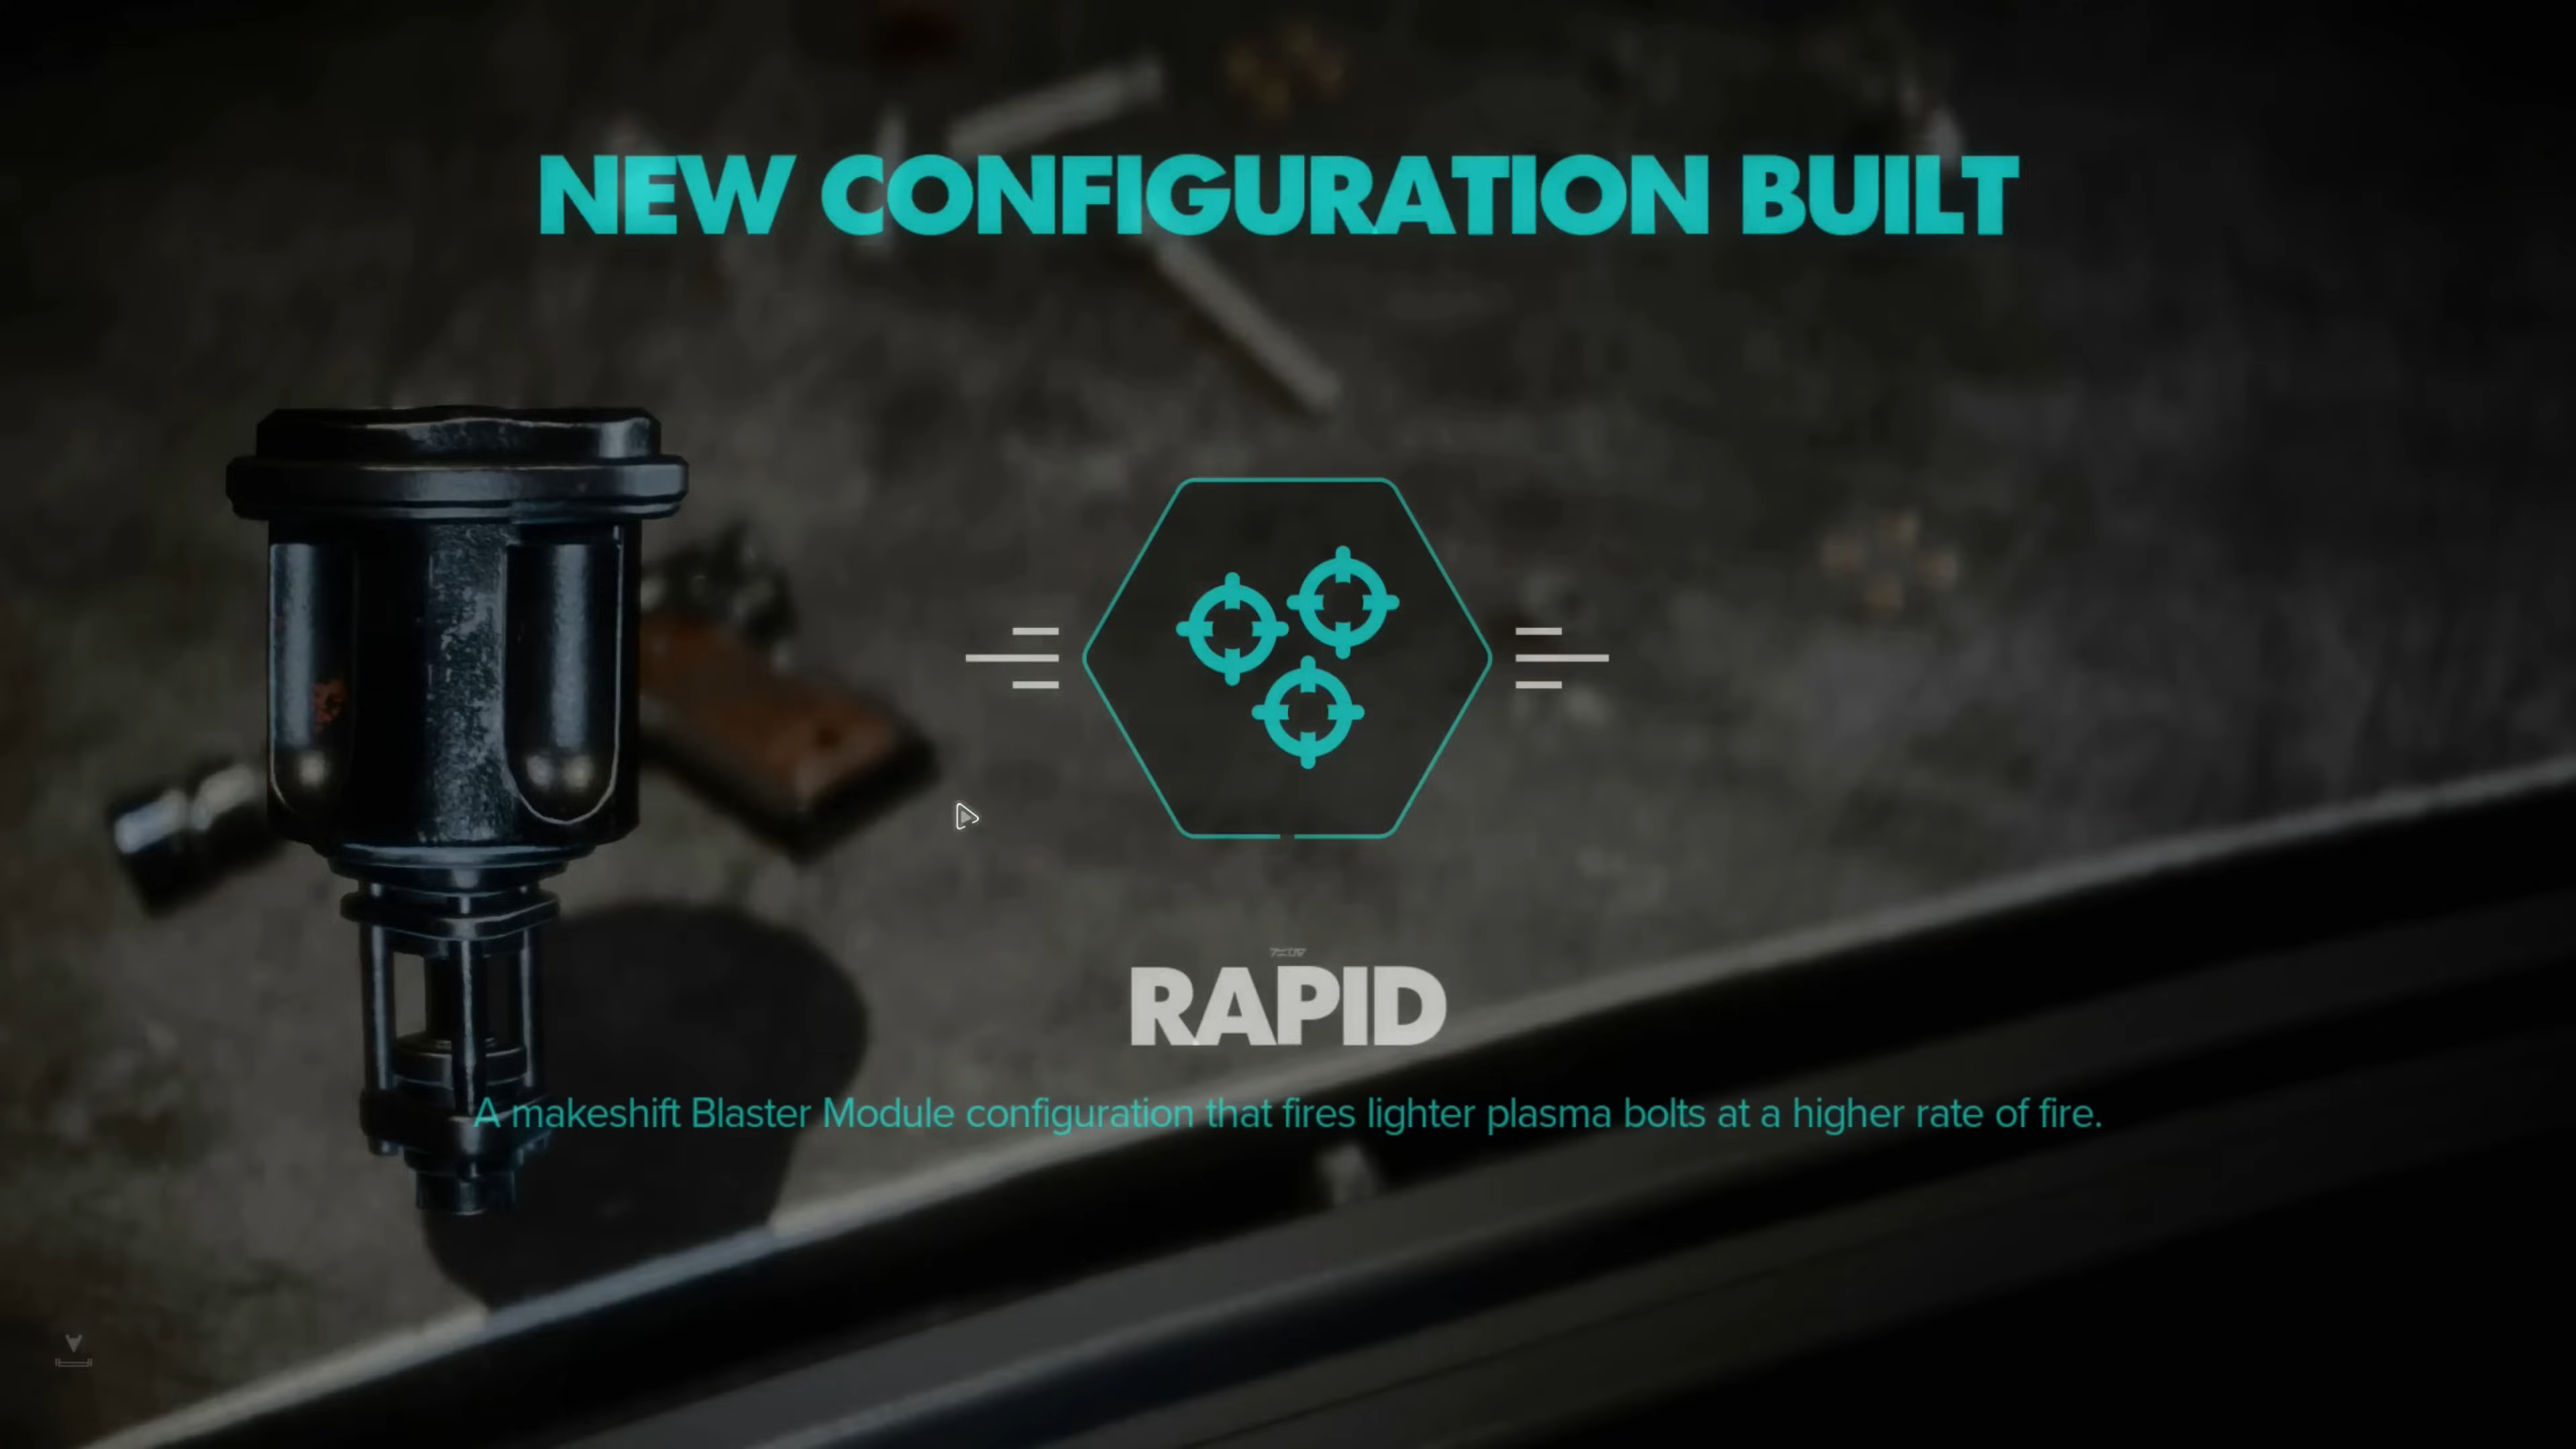 NEW CONFIGURATION BUILT
RAPID
A makeshift Blaster Module configuration that fires lighter plasma bolts at a higher rate of fire.